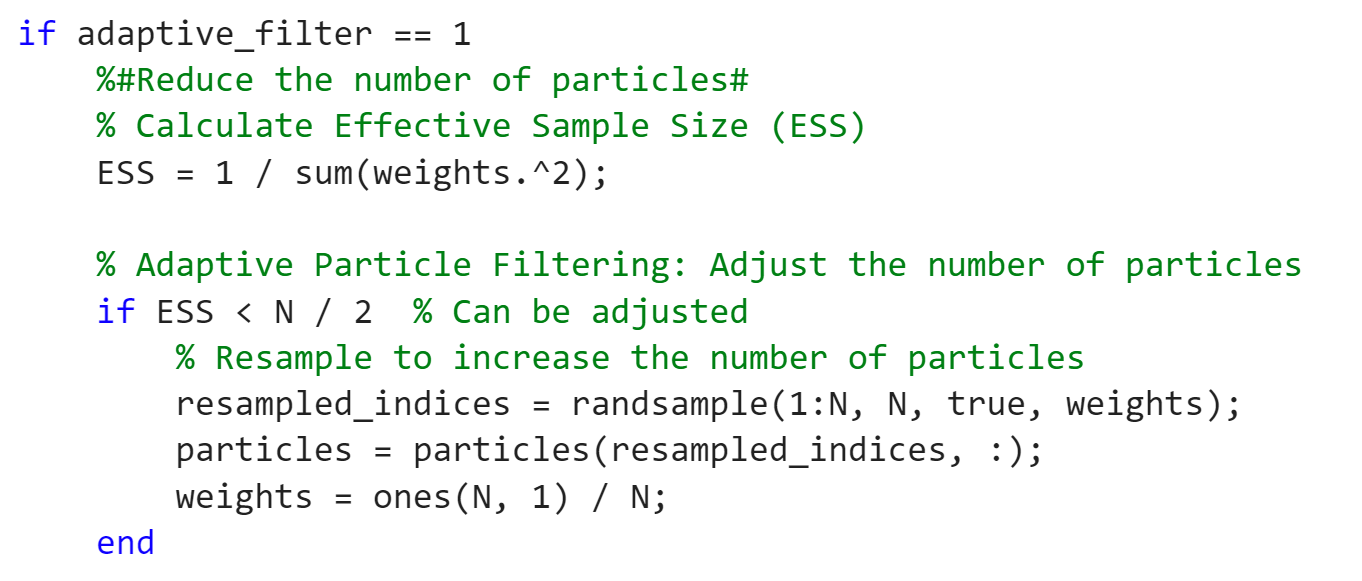 if adaptive_filter == 1
%#Reduce the number of particles#
% Calculate Effective Sample Size (ESS)
ESS = 1 / sum(weights.^2);
% Adaptive Particle Filtering: Adjust the number of particles
if ESS < N / 2  % Can be adjusted
% Resample to increase the number of particles
resampled_indices = randsample(1:N, N, true, weights);
particles = particles(resampled_indices, :);
weights = ones(N, 1) / N;
end